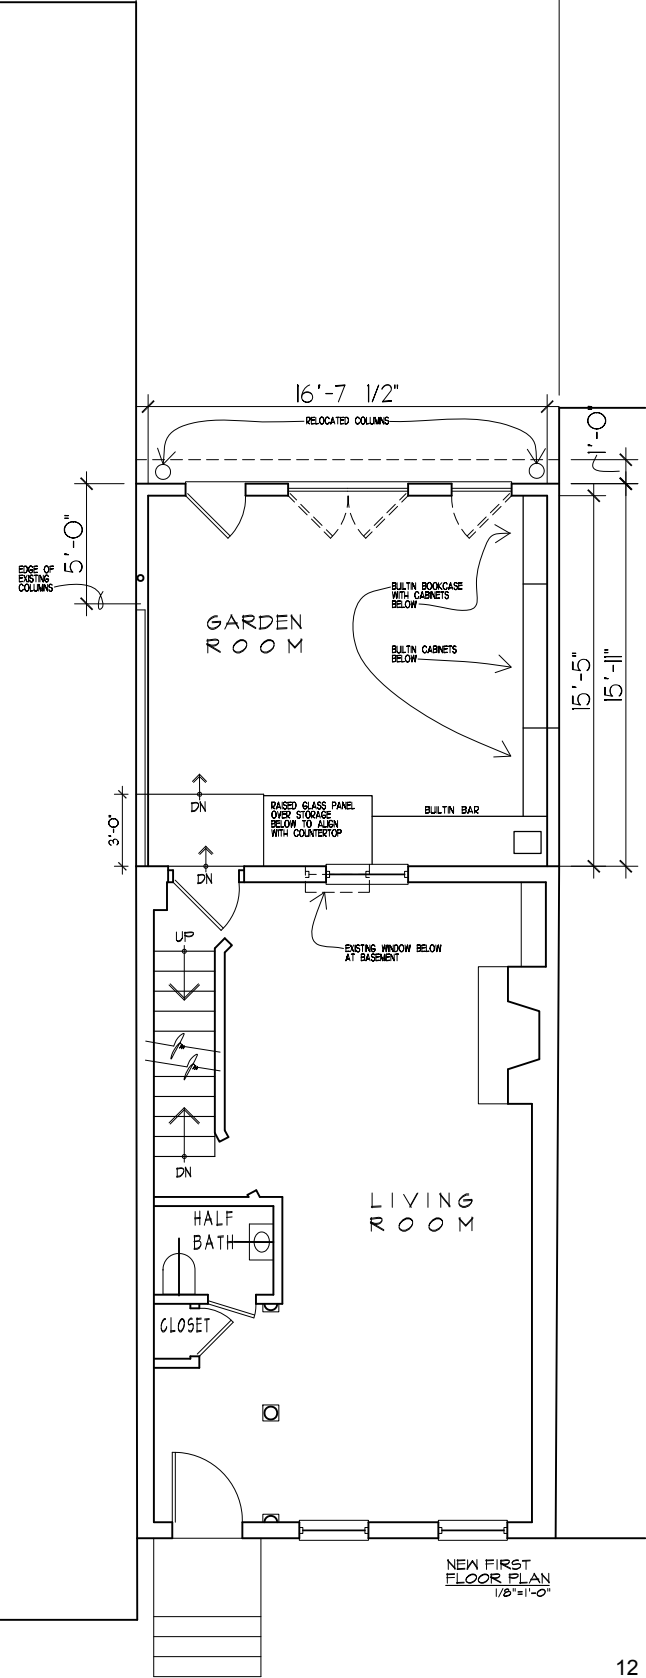 16'-7 1/2"
RELOCATED COLUMNS
1'-0"
5'-0"
EDGE OF
EXISTING
COLUMNS
GARDEN
ROOM
BUILTIN BOOKCASE
WITH CABINETS
BELOW
BUILTIN CABINETS
BELOW
15'-5"
15'-11"
DN
3'-0"
RAISED GLASS PANEL
OVER STORAGE
BELOW TO ALIGN
WITH COUNTERTOP
BUILTIN BAR
DN
UP
EXISTING WINDOW BELOW
AT BASEMENT
DN
LIVING
ROOM
HALF
BATH
CLOSET
NEW FIRST
FLOOR PLAN
1/8"=1'-0"
12